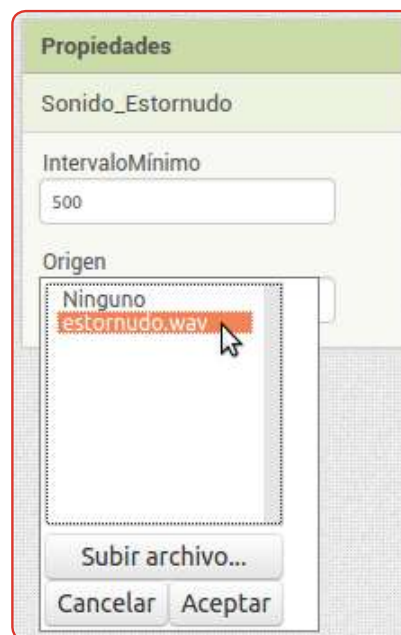 Propiedades
Sonido_Estornudo
IntervaloMínimo
500
Origen
Ninguno
estornudo.wav
Subir archivo...
Cancelar Aceptar